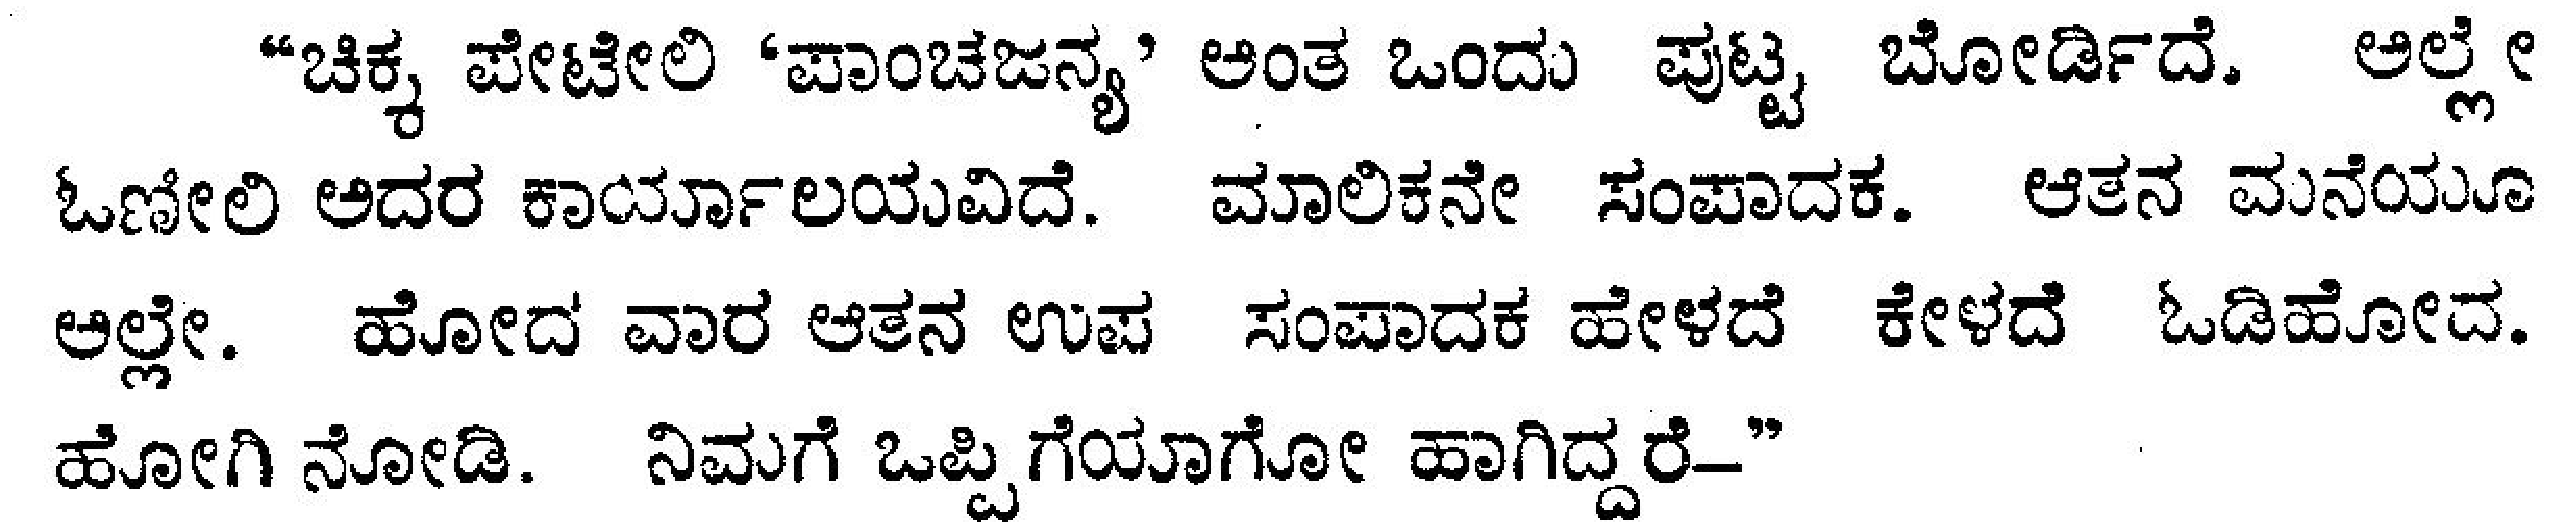 “ಚಿಕ್ಕ ಪೇಟೇಲಿ ‘ಪಾಂಚಜನ್ಯ’ ಅಂತ ಒಂದು ಪುಟ್ಟ ಬೋರ್ಡಿದೆ. ಅಲ್ಲೇ
ಓಣೀಲಿ ಅದರ ಕಾರ್ಯಾಲಯವಿದೆ. ಮಾಲಿಕನೇ ಸಂಪಾದಕ. ಆತನ ಮನೆಯೂ
ಅಲ್ಲೇ. ಹೋದ ವಾರ ಆತನ ಉಪ ಸಂಪಾದಕ ಹೇಳದೆ ಕೇಳದೆ ಓಡಿಹೋದ.
ಹೋಗಿ ನೋಡಿ. ನಿಮಗೆ ಒಪ್ಪಿಗೆಯಾಗೋ ಹಾಗಿದ್ದರೆ—”